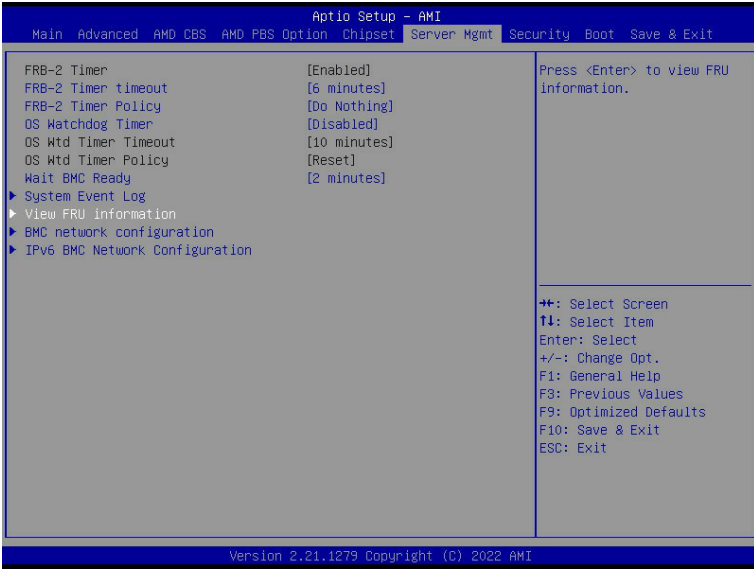 Aptio Setup – AMI
Main Advanced AMD CBS AMD PBS Option Chipset Server Mgmt Security Boot Save & Exit
FRB-2 Timer [Enabled]
FRB-2 Timer timeout [6 minutes]
FRB-2 Timer Policy [Do Nothing]
OS Watchdog Timer [Disabled]
OS Wtd Timer Timeout [10 minutes]
OS Wtd Timer Policy [Reset]
Wait BMC Ready [2 minutes]
System Event Log
View FRU information
BMC network configuration
IPv6 BMC Network Configuration
Press <Enter> to view FRU
information.
→←: Select Screen
↑↓: Select Item
Enter: Select
+/-: Change Opt.
F1: General Help
F3: Previous Values
F9: Optimized Defaults
F10: Save & Exit
ESC: Exit
Version 2.21.1279 Copyright (C) 2022 AMI